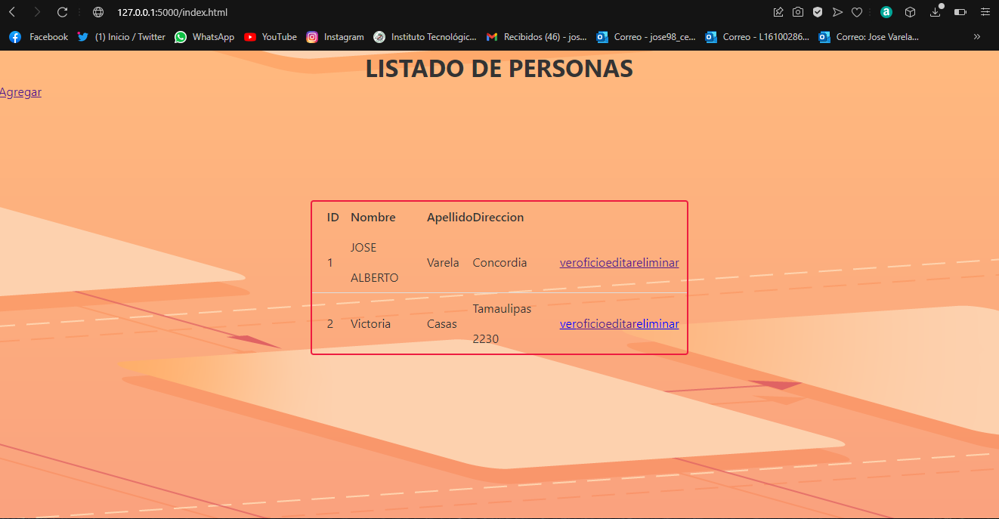 127.0.0.1:5000/index.html
Facebook (1) Inicio / Twitter WhatsApp YouTube Instagram Instituto Tecnológic... Recibidos (46) - jos... Correo - jose98_ce... Correo - L16100286... Correo: Jose Varela... »
LISTADO DE PERSONAS
Agregar
ID Nombre ApellidoDireccion
1 JOSE ALBERTO Varela Concordia veroficioeditareliminar
2 Victoria Casas Tamaulipas 2230 veroficioeditareliminar